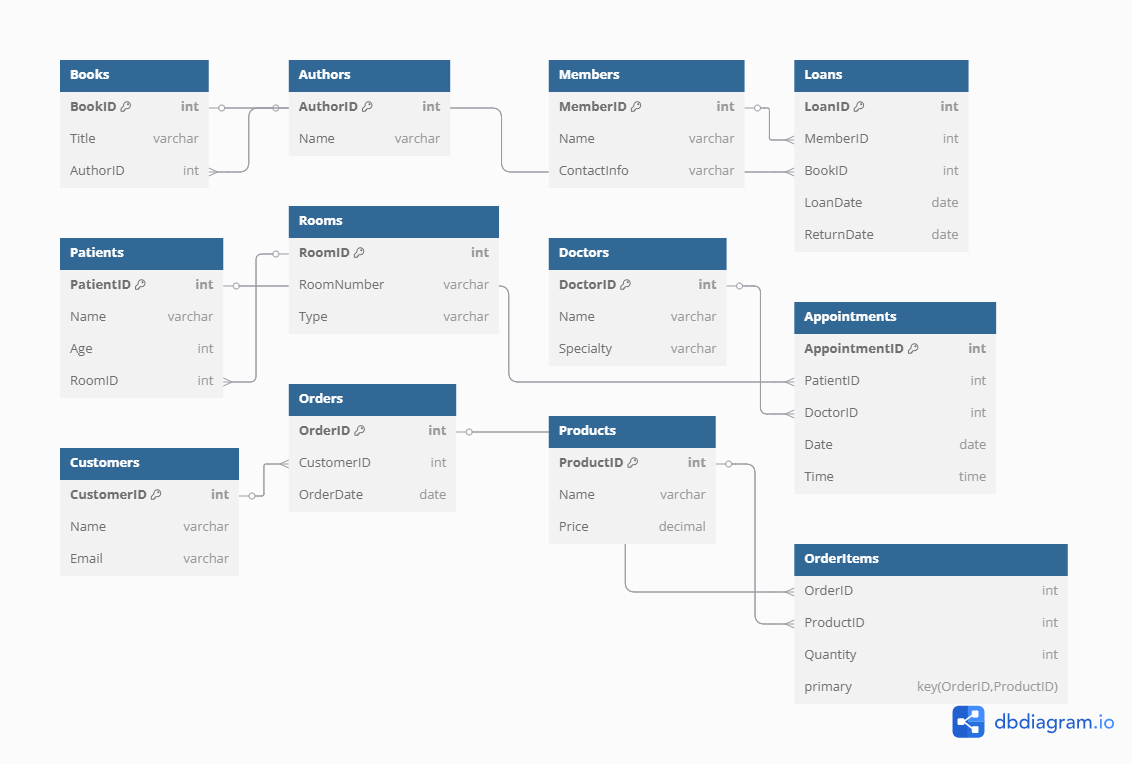 Books
BookID int
Title varchar
AuthorID int
Authors
AuthorID int
Name varchar
Members
MemberID int
Name varchar
ContactInfo varchar
Loans
LoanID int
MemberID int
BookID int
LoanDate date
ReturnDate date
Patients
PatientID int
Name varchar
Age int
RoomID int
Rooms
RoomID int
RoomNumber varchar
Type varchar
Doctors
DoctorID int
Name varchar
Specialty varchar
Appointments
AppointmentID int
PatientID int
DoctorID int
Date date
Time time
Customers
CustomerID int
Name varchar
Email varchar
Orders
OrderID int
CustomerID int
OrderDate date
Products
ProductID int
Name varchar
Price decimal
OrderItems
OrderID int
ProductID int
Quantity int
primary key(OrderID,ProductID)
dbdiagram.io